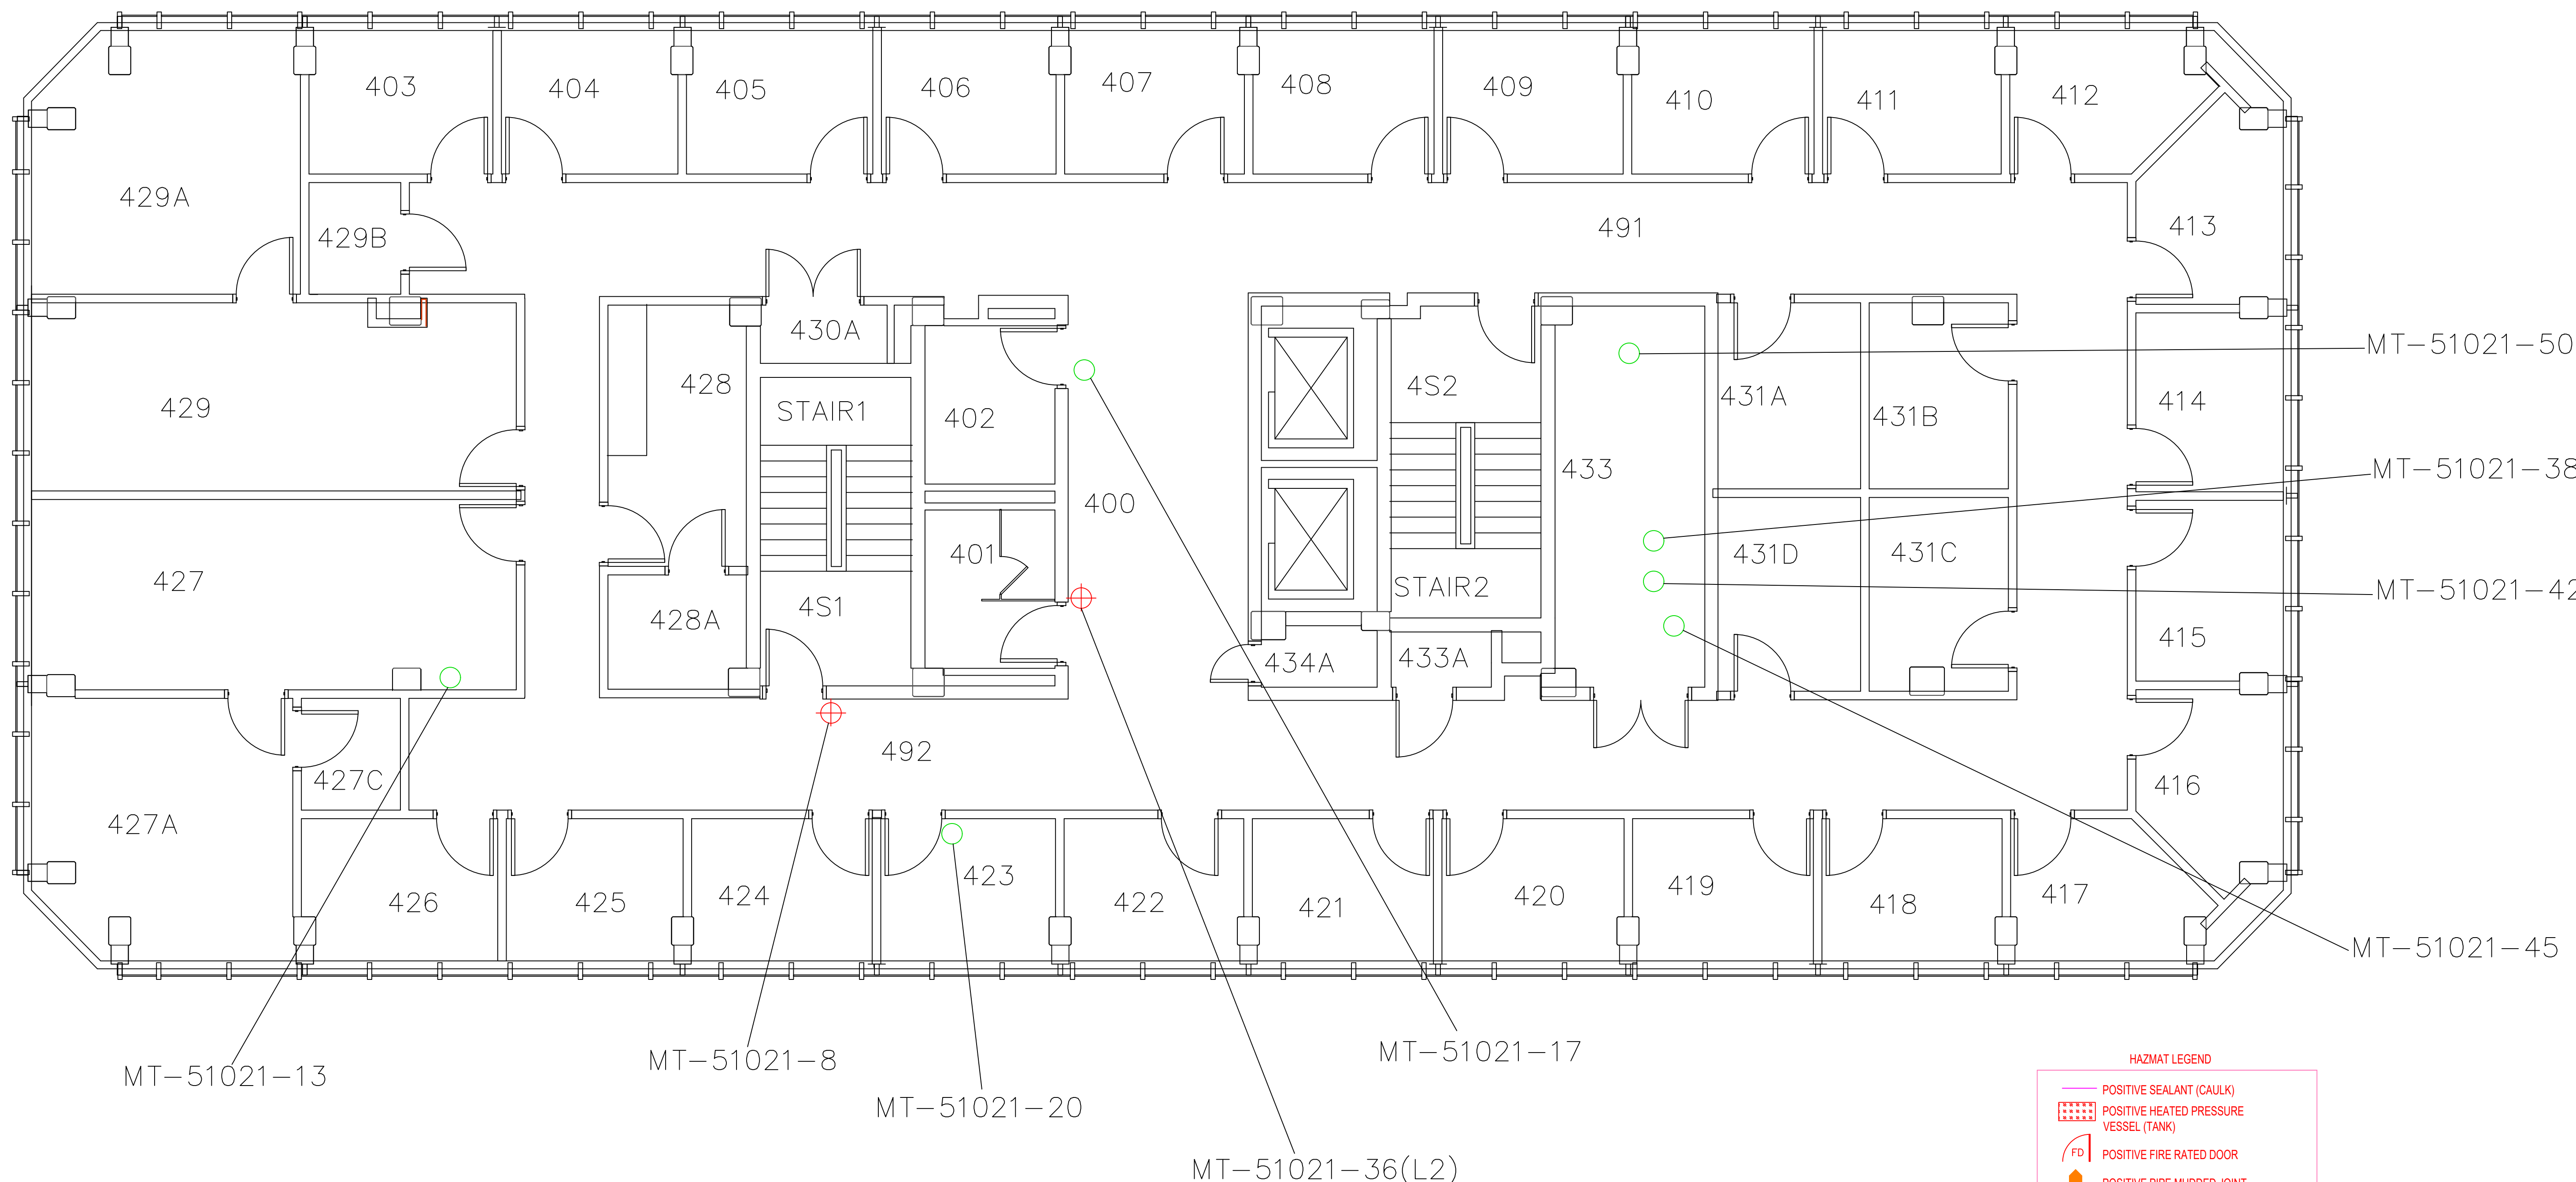 403
404
405
406
407
408
409
410
411
412
429A
429B
491
413
430A
428
STAIR1
402
429
4S2
433
431A
431B
414
MT-51021-50
MT-51021-38
400
401
427
428A
4S1
STAIR2
434A
433A
431D
431C
MT-51021-42
415
492
427C
427A
416
426
425
424
423
422
421
420
419
418
417
MT-51021-45
MT-51021-13
MT-51021-8
MT-51021-20
MT-51021-17
MT-51021-36(L2)
HAZMAT LEGEND
POSITIVE SEALANT (CAULK)
POSITIVE HEATED PRESSURE
VESSEL (TANK)
FD POSITIVE FIRE RATED DOOR
POSITIVE PIPE MUDDED JOINT